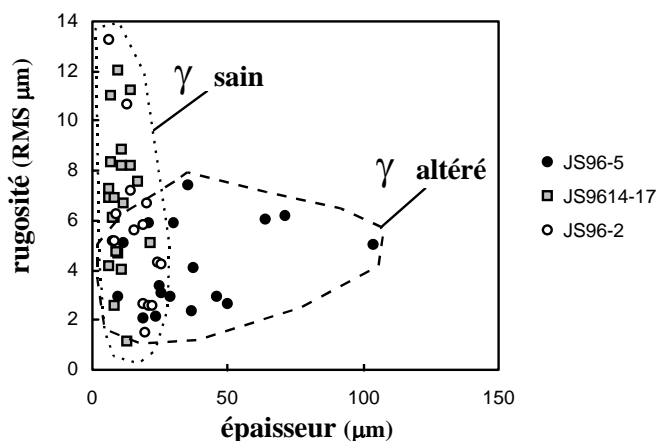 14
12
10
8
6
4
2
0
rugosité (RMS µm)
γ sain
γ altéré
0
50
100
150
épaisseur (µm)
JS96-5
JS9614-17
JS96-2